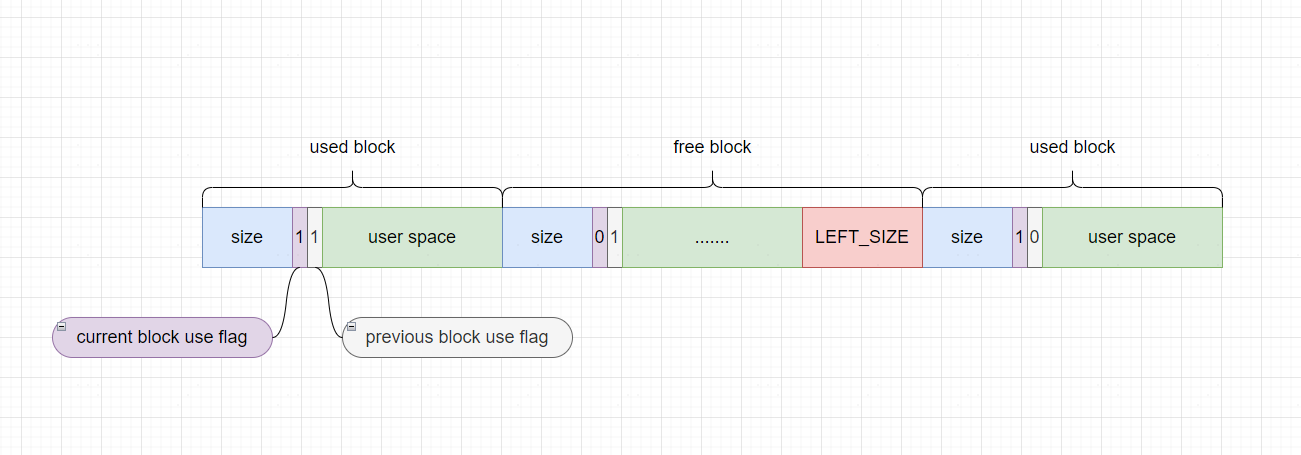 used block
free block
used block
size 1 1 user space size 0 1 ....... LEFT_SIZE size 1 0 user space
current block use flag
previous block use flag